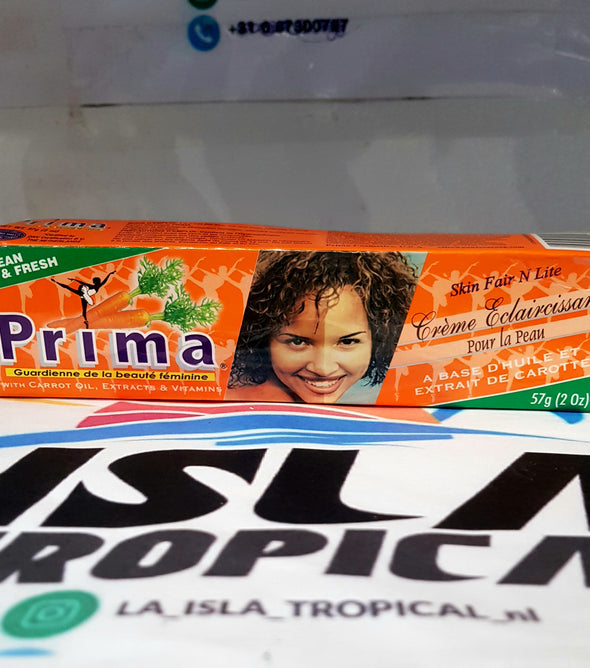 EAN
& FRESH
Prima
Guardienne de la beauté féminine
WITH CARROT OIL, EXTRACTS & VITAMINS
Skin Fair N Lite
Crème Eclaircissan
Pour la Peau
A BASE D'HUILE ET
EXTRAIT DE CAROTTE
57g (2 Oz)
ISLA
TROPICA
LA_ISLA_TROPICAL_nl